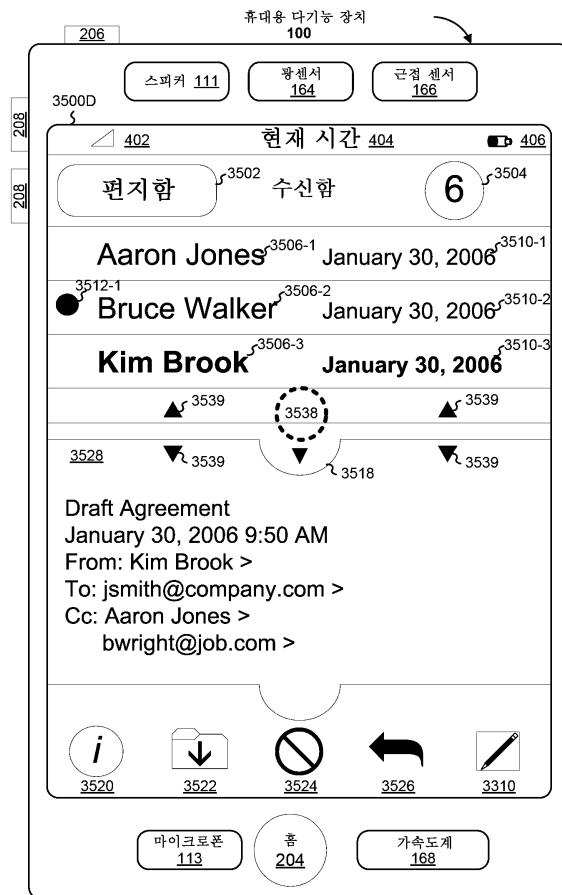 206
휴대용 다기능 장치
100
스피커 111
광센서
164
근접 센서
166
3500D
208
208
402
현재 시간 404
406
편지함
3502
수신함
6
3504
Aaron Jones
3506-1
January 30, 2006
3510-1
3512-1
Bruce Walker
3506-2
January 30, 2006
3510-2
Kim Brook
3506-3
January 30, 2006
3510-3
3539
3538
3539
3528
3539
3518
3539
Draft Agreement
January 30, 2006 9:50 AM
From: Kim Brook >
To: jsmith@company.com >
Cc: Aaron Jones >
bwright@job.com >
i
3520
3522
3524
3526
3310
마이크로폰
113
홈
204
가속도계
168